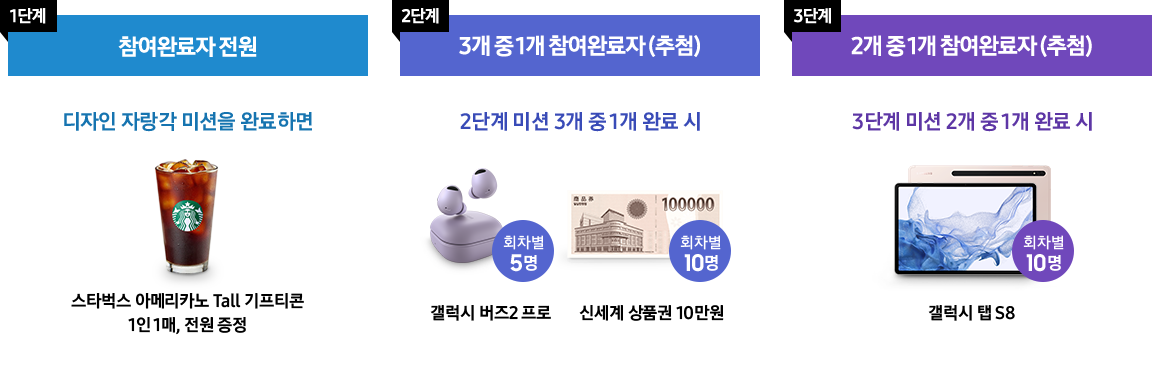 1단계
참여완료자 전원
디자인 자랑각 미션을 완료하면
스타벅스 아메리카노 Tall 기프티콘
1인 1매, 전원 증정
2단계
3개 중 1개 참여완료자 (추첨)
2단계 미션 3개 중 1개 완료 시
회차별
5명
갤럭시 버즈2 프로
商品券
100000
회차별
10명
신세계 상품권 10만원
3단계
2개 중 1개 참여완료자 (추첨)
3단계 미션 2개 중 1개 완료 시
회차별
10명
갤럭시 탭 S8